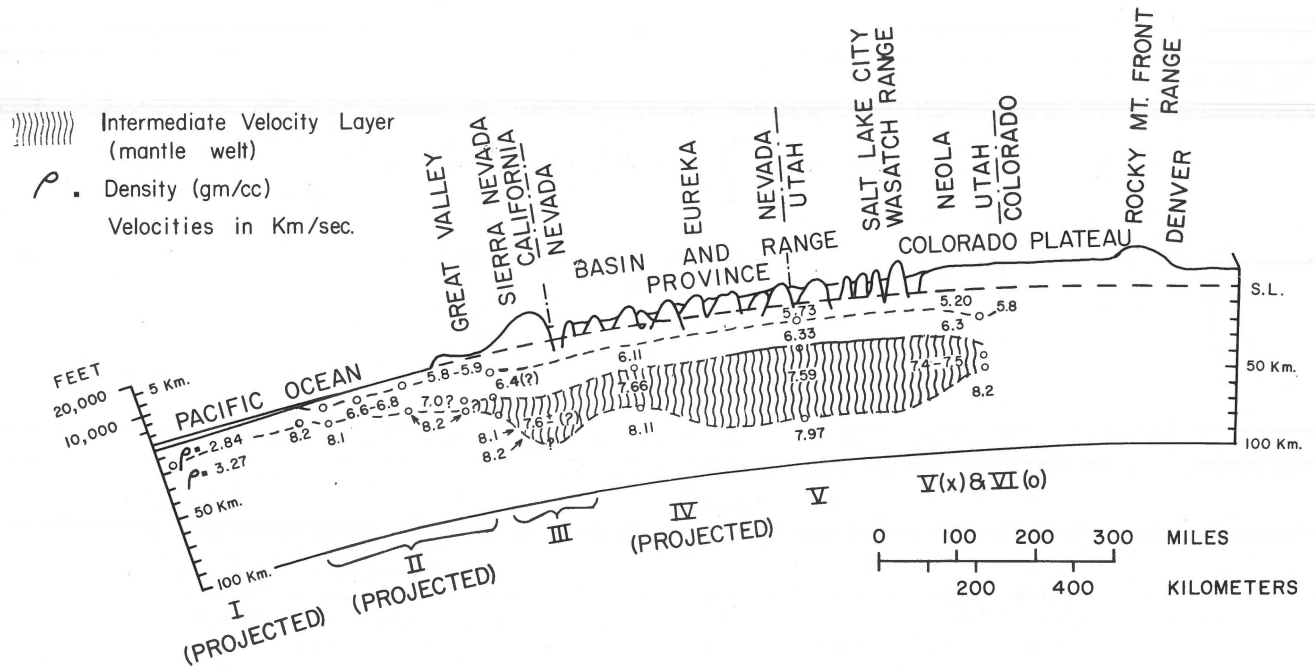 Intermediate Velocity Layer
(mantle welt)
ρ = Density (gm/cc)
Velocities in Km/sec.
GREAT VALLEY
SIERRA NEVADA
CALIFORNIA
NEVADA
EUREKA
NEVADA
UTAH
SALT LAKE CITY
WASATCH RANGE
NEOLA
UTAH
COLORADO
ROCKY MT. FRONT
RANGE
DENVER
BASIN AND RANGE
PROVINCE
COLORADO PLATEAU
S.L.
50 Km.
100 Km.
FEET
20,000
10,000
5 Km.
PACIFIC OCEAN
50 Km.
100 Km.
ρ = 2.84
ρ = 3.27
8.2
8.1
6.6-6.8
5.8-5.9
7.0?
8.2
?
6.4(?)
7.6±(?)
?
8.1
8.2
6.11
7.66
8.11
5.73
6.33
7.59
7.97
5.20
5.8
6.3
7.4-7.5
8.2
I
(PROJECTED)
II
(PROJECTED)
III
IV
(PROJECTED)
V
V(x) & VI(o)
0 100 200 300 MILES
200 400 KILOMETERS